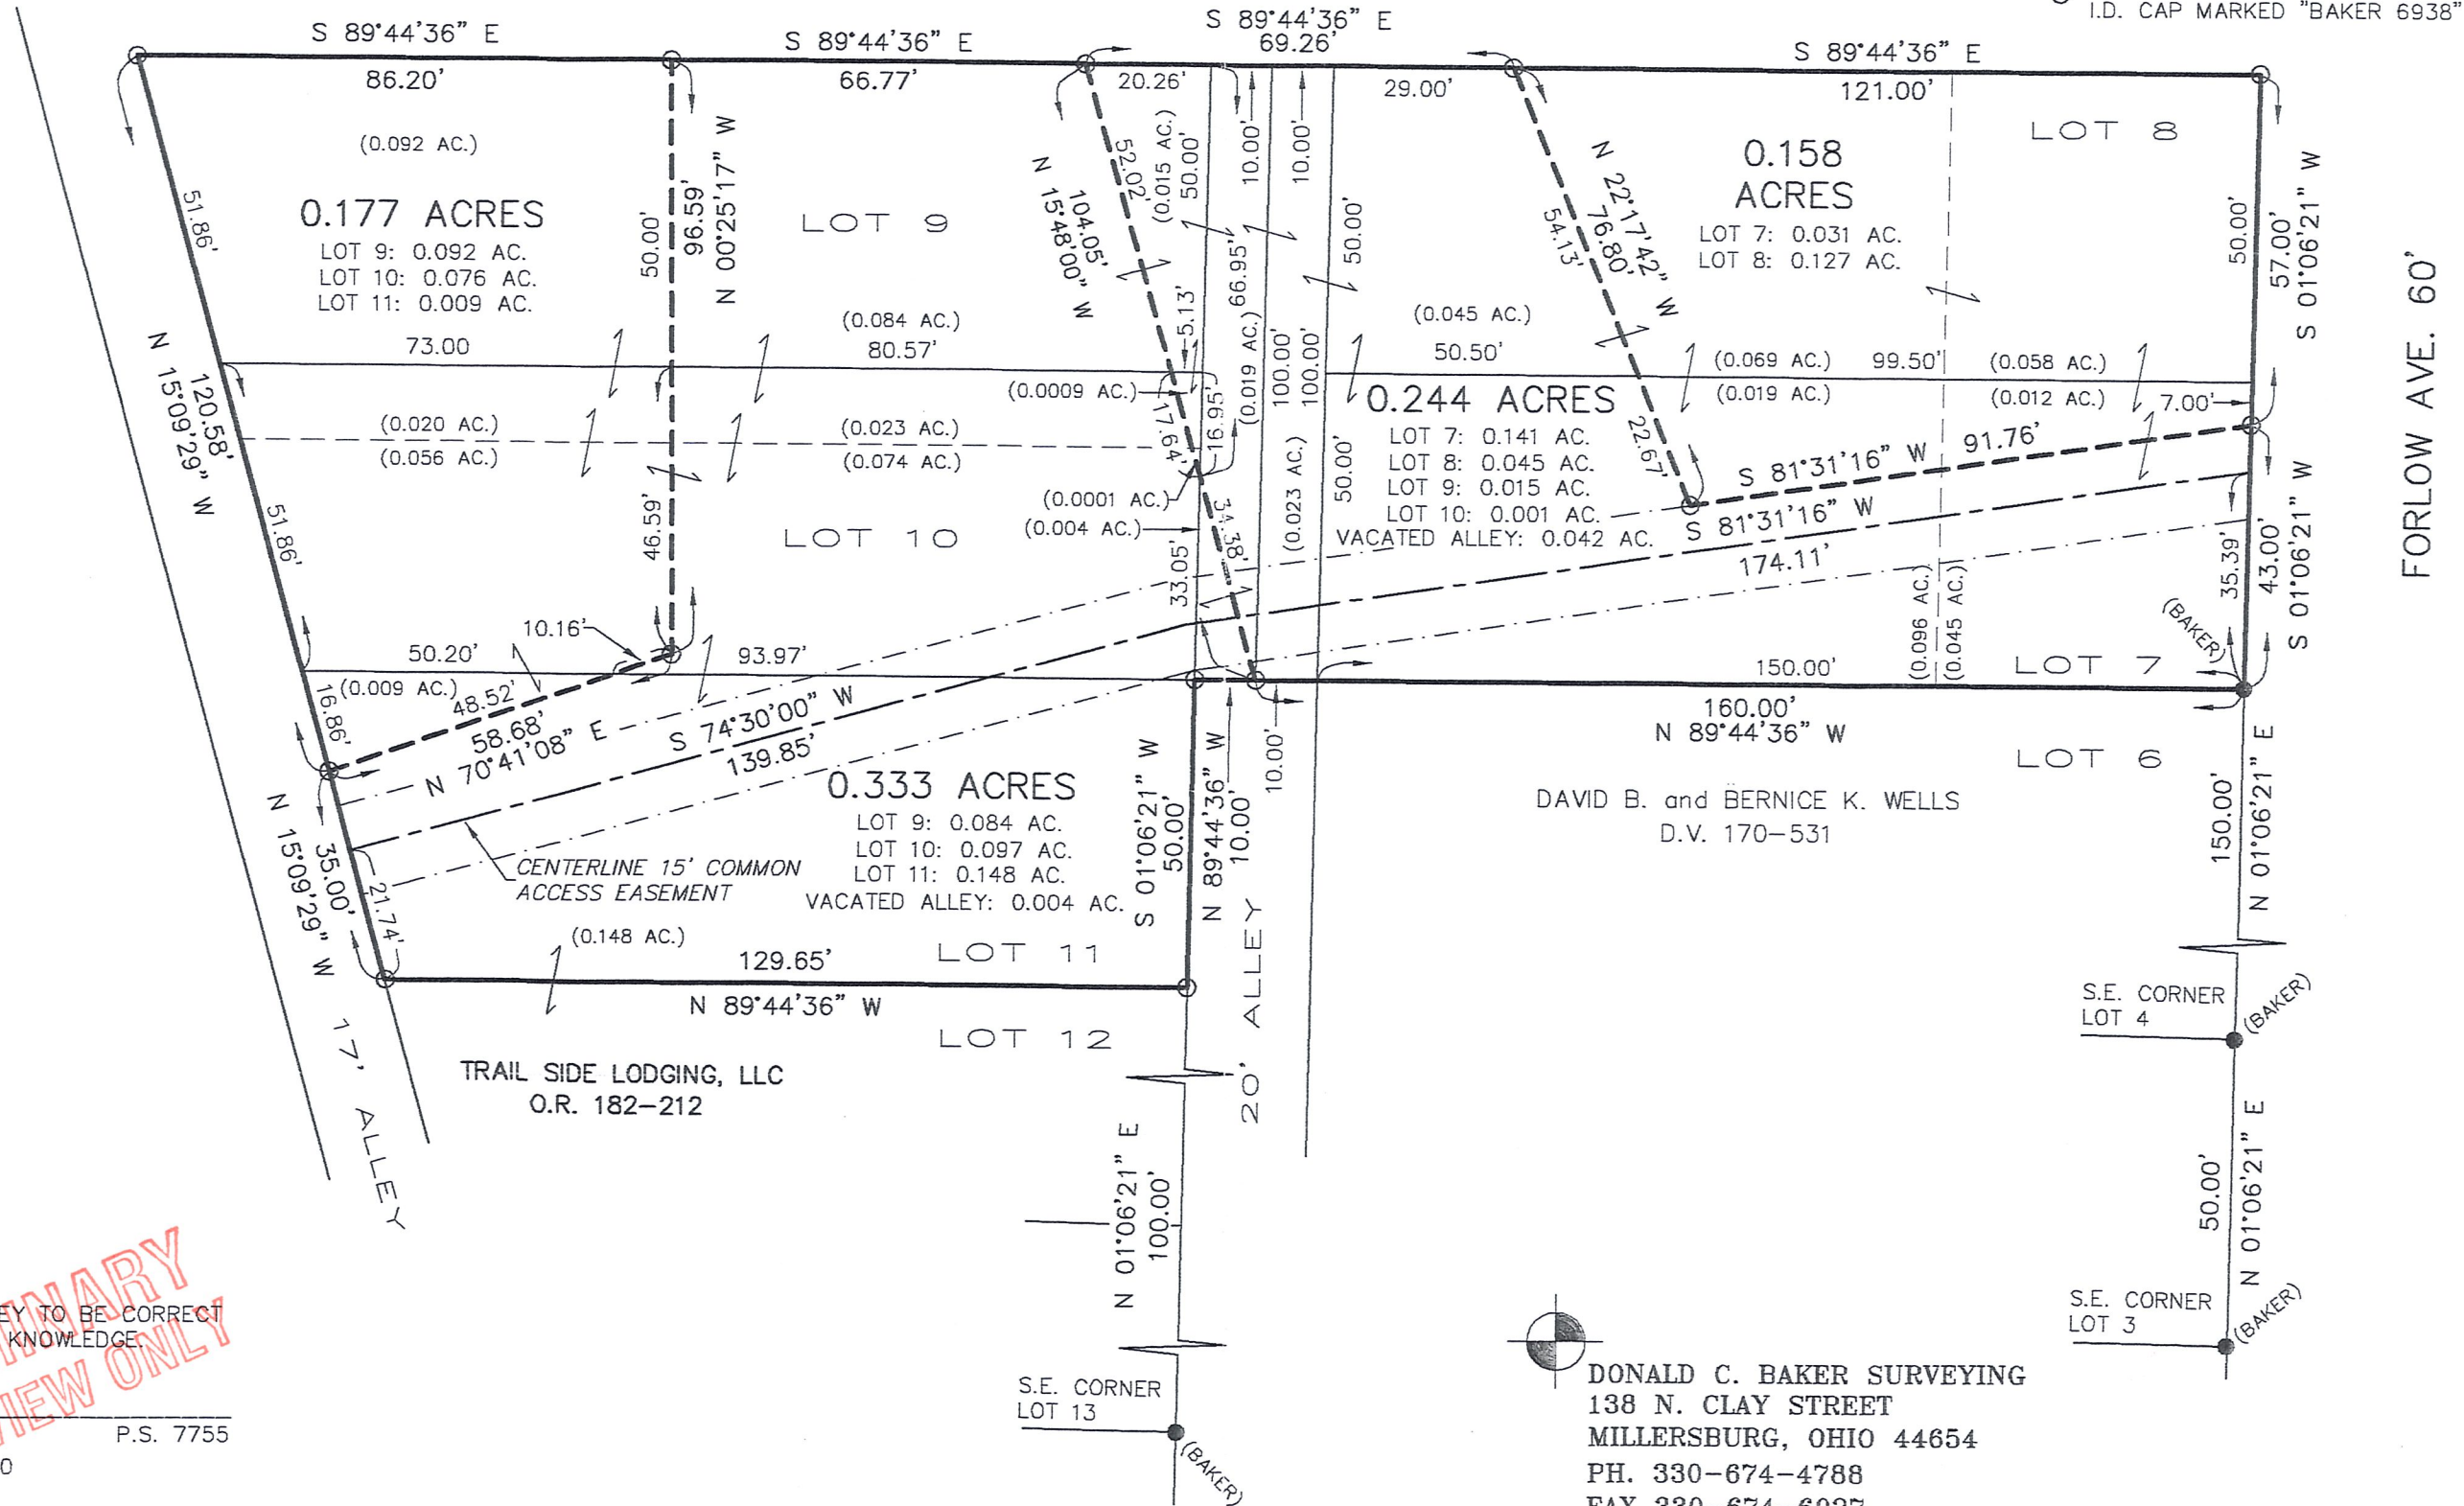 I.D. CAP MARKED "BAKER 6938"
S 89°44'36" E
86.20'
S 89°44'36" E
66.77'
S 89°44'36" E
69.26'
20.26'
29.00'
S 89°44'36" E
121.00'
(0.092 AC.)
0.177 ACRES
LOT 9: 0.092 AC.
LOT 10: 0.076 AC.
LOT 11: 0.009 AC.
51.86'
50.00'
96.59'
N 00°25'17" W
LOT 9
52.02'
104.05'
N 15°48'00" W
(0.015 AC.)
50.00'
10.00'
10.00'
50.00'
66.95'
5.13'
N 22°17'42" W
76.80'
54.13'
0.158
ACRES
LOT 7: 0.031 AC.
LOT 8: 0.127 AC.
LOT 8
50.00'
57.00'
S 01°06'21" W
FORLOW AVE. 60'
73.00
(0.084 AC.)
80.57'
(0.045 AC.)
50.50'
(0.069 AC.)
99.50'
(0.058 AC.)
(0.019 AC.)
(0.012 AC.)
7.00'
N 15°09'29" W
120.58'
(0.020 AC.)
(0.056 AC.)
(0.023 AC.)
(0.074 AC.)
(0.0009 AC.)
17.64'
16.95'
(0.019 AC.)
100.00'
100.00'
(0.0001 AC.)
(0.004 AC.)
34.38'
33.05'
(0.023 AC.)
50.00'
0.244 ACRES
LOT 7: 0.141 AC.
LOT 8: 0.045 AC.
LOT 9: 0.015 AC.
LOT 10: 0.001 AC.
VACATED ALLEY: 0.042 AC.
22.67'
S 81°31'16" W
91.76'
S 81°31'16" W
174.11'
35.39'
43.00'
S 01°06'21" W
51.86'
46.59'
LOT 10
10.16'
50.20'
93.97'
(0.009 AC.)
16.86'
48.52'
58.68'
N 70°41'08" E
S 74°30'00" W
139.85'
150.00'
(0.096 AC.)
(0.045 AC.)
LOT 7
(BAKER)
160.00'
N 89°44'36" W
LOT 6
DAVID B. and BERNICE K. WELLS
D.V. 170-531
150.00'
N 01°06'21" E
0.333 ACRES
LOT 9: 0.084 AC.
LOT 10: 0.097 AC.
LOT 11: 0.148 AC.
VACATED ALLEY: 0.004 AC.
CENTERLINE 15' COMMON
ACCESS EASEMENT
N 15°09'29" W
35.00'
21.74'
(0.148 AC.)
129.65'
LOT 11
N 89°44'36" W
S 01°06'21" W
50.00'
N 89°44'36" W
10.00'
10.00'
20' ALLEY
17' ALLEY
LOT 12
TRAIL SIDE LODGING, LLC
O.R. 182-212
N 01°06'21" E
100.00'
S.E. CORNER
LOT 4
(BAKER)
50.00'
N 01°06'21" E
S.E. CORNER
LOT 3
(BAKER)
S.E. CORNER
LOT 13
(BAKER)
EY TO BE CORRECT
KNOWLEDGE.
INARY
IEW ONLY
P.S. 7755
DONALD C. BAKER SURVEYING
138 N. CLAY STREET
MILLERSBURG, OHIO 44654
PH. 330-674-4788
FAX 330-674-6027